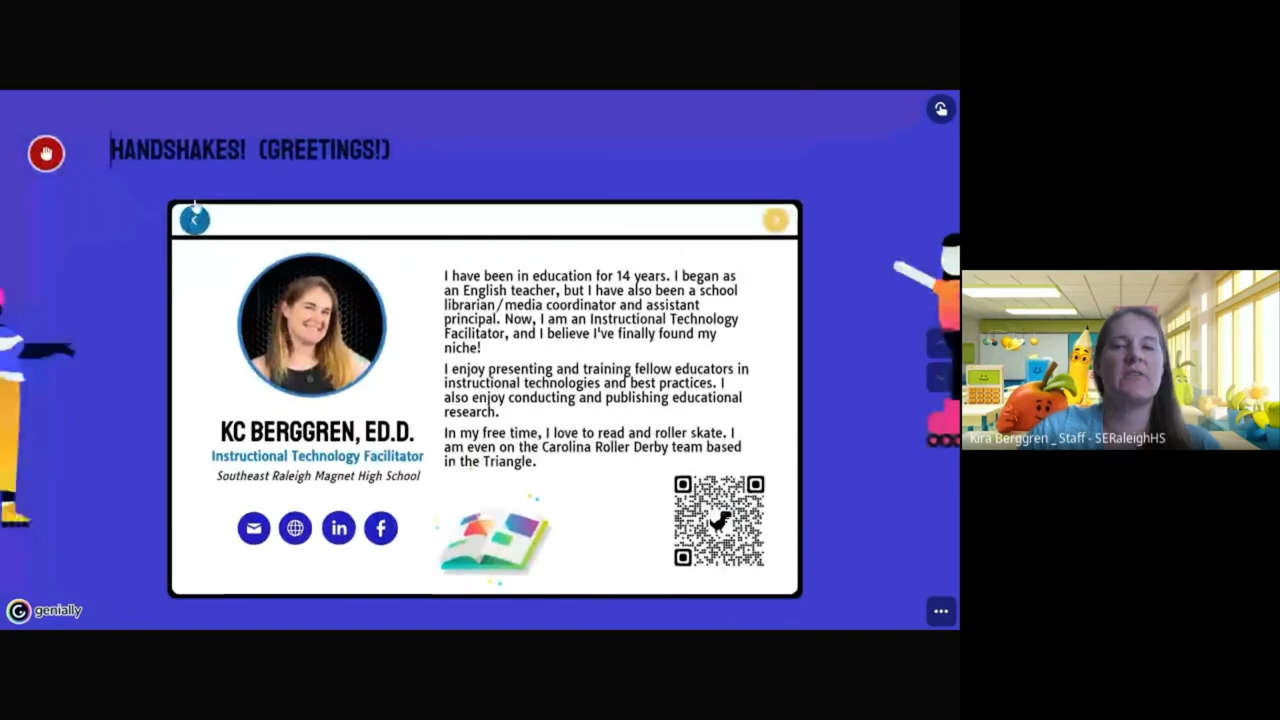 HANDSHAKES! (GREETINGS!)
I have been in education for 14 years. I began as
an English teacher, but I have also been a school
librarian/media coordinator and assistant
principal. Now, I am an Instructional Technology
Facilitator, and I believe I've finally found my
niche!
I enjoy presenting and training fellow educators in
instructional technologies and best practices. I
also enjoy conducting and publishing educational
research.
In my free time, I love to read and roller skate. I
am even on the Carolina Roller Derby team based
in the Triangle.
KC BERGGREN, ED.D.
Instructional Technology Facilitator
Southeast Raleigh Magnet High School
in
f
genially
Kira Berggren _ Staff - SERaleighHS